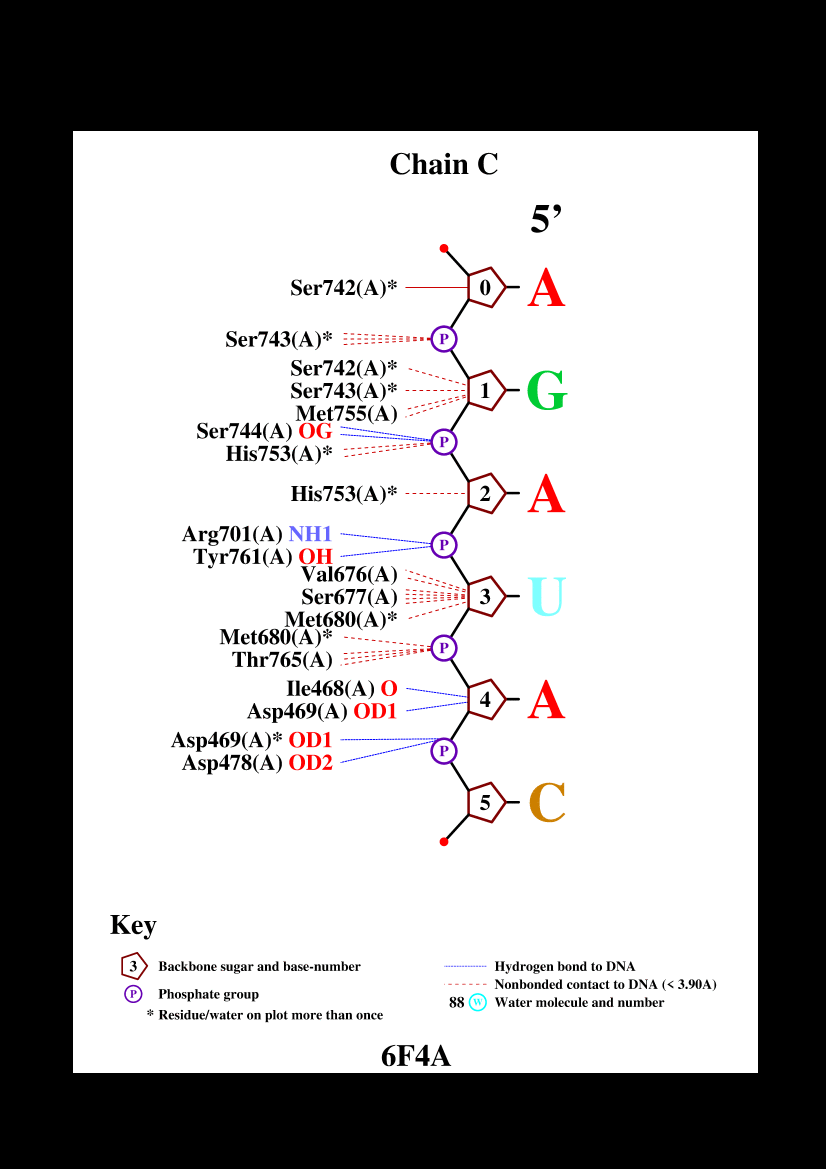 Chain C
5’
Ser742(A)* 0 A
Ser743(A)* P
Ser742(A)*
Ser743(A)* 1 G
Met755(A)
Ser744(A) OG
P
His753(A)*
His753(A)* 2 A
Arg701(A) NH1
P
Tyr761(A) OH
Val676(A)
Ser677(A) 3 U
Met680(A)*
Met680(A)*
P
Thr765(A)
Ile468(A) O
4 A
Asp469(A) OD1
Asp469(A)* OD1
P
Asp478(A) OD2
5 C
Key
3 Backbone sugar and base-number
P Phosphate group
* Residue/water on plot more than once
Hydrogen bond to DNA
Nonbonded contact to DNA (< 3.90A)
88 W Water molecule and number
6F4A